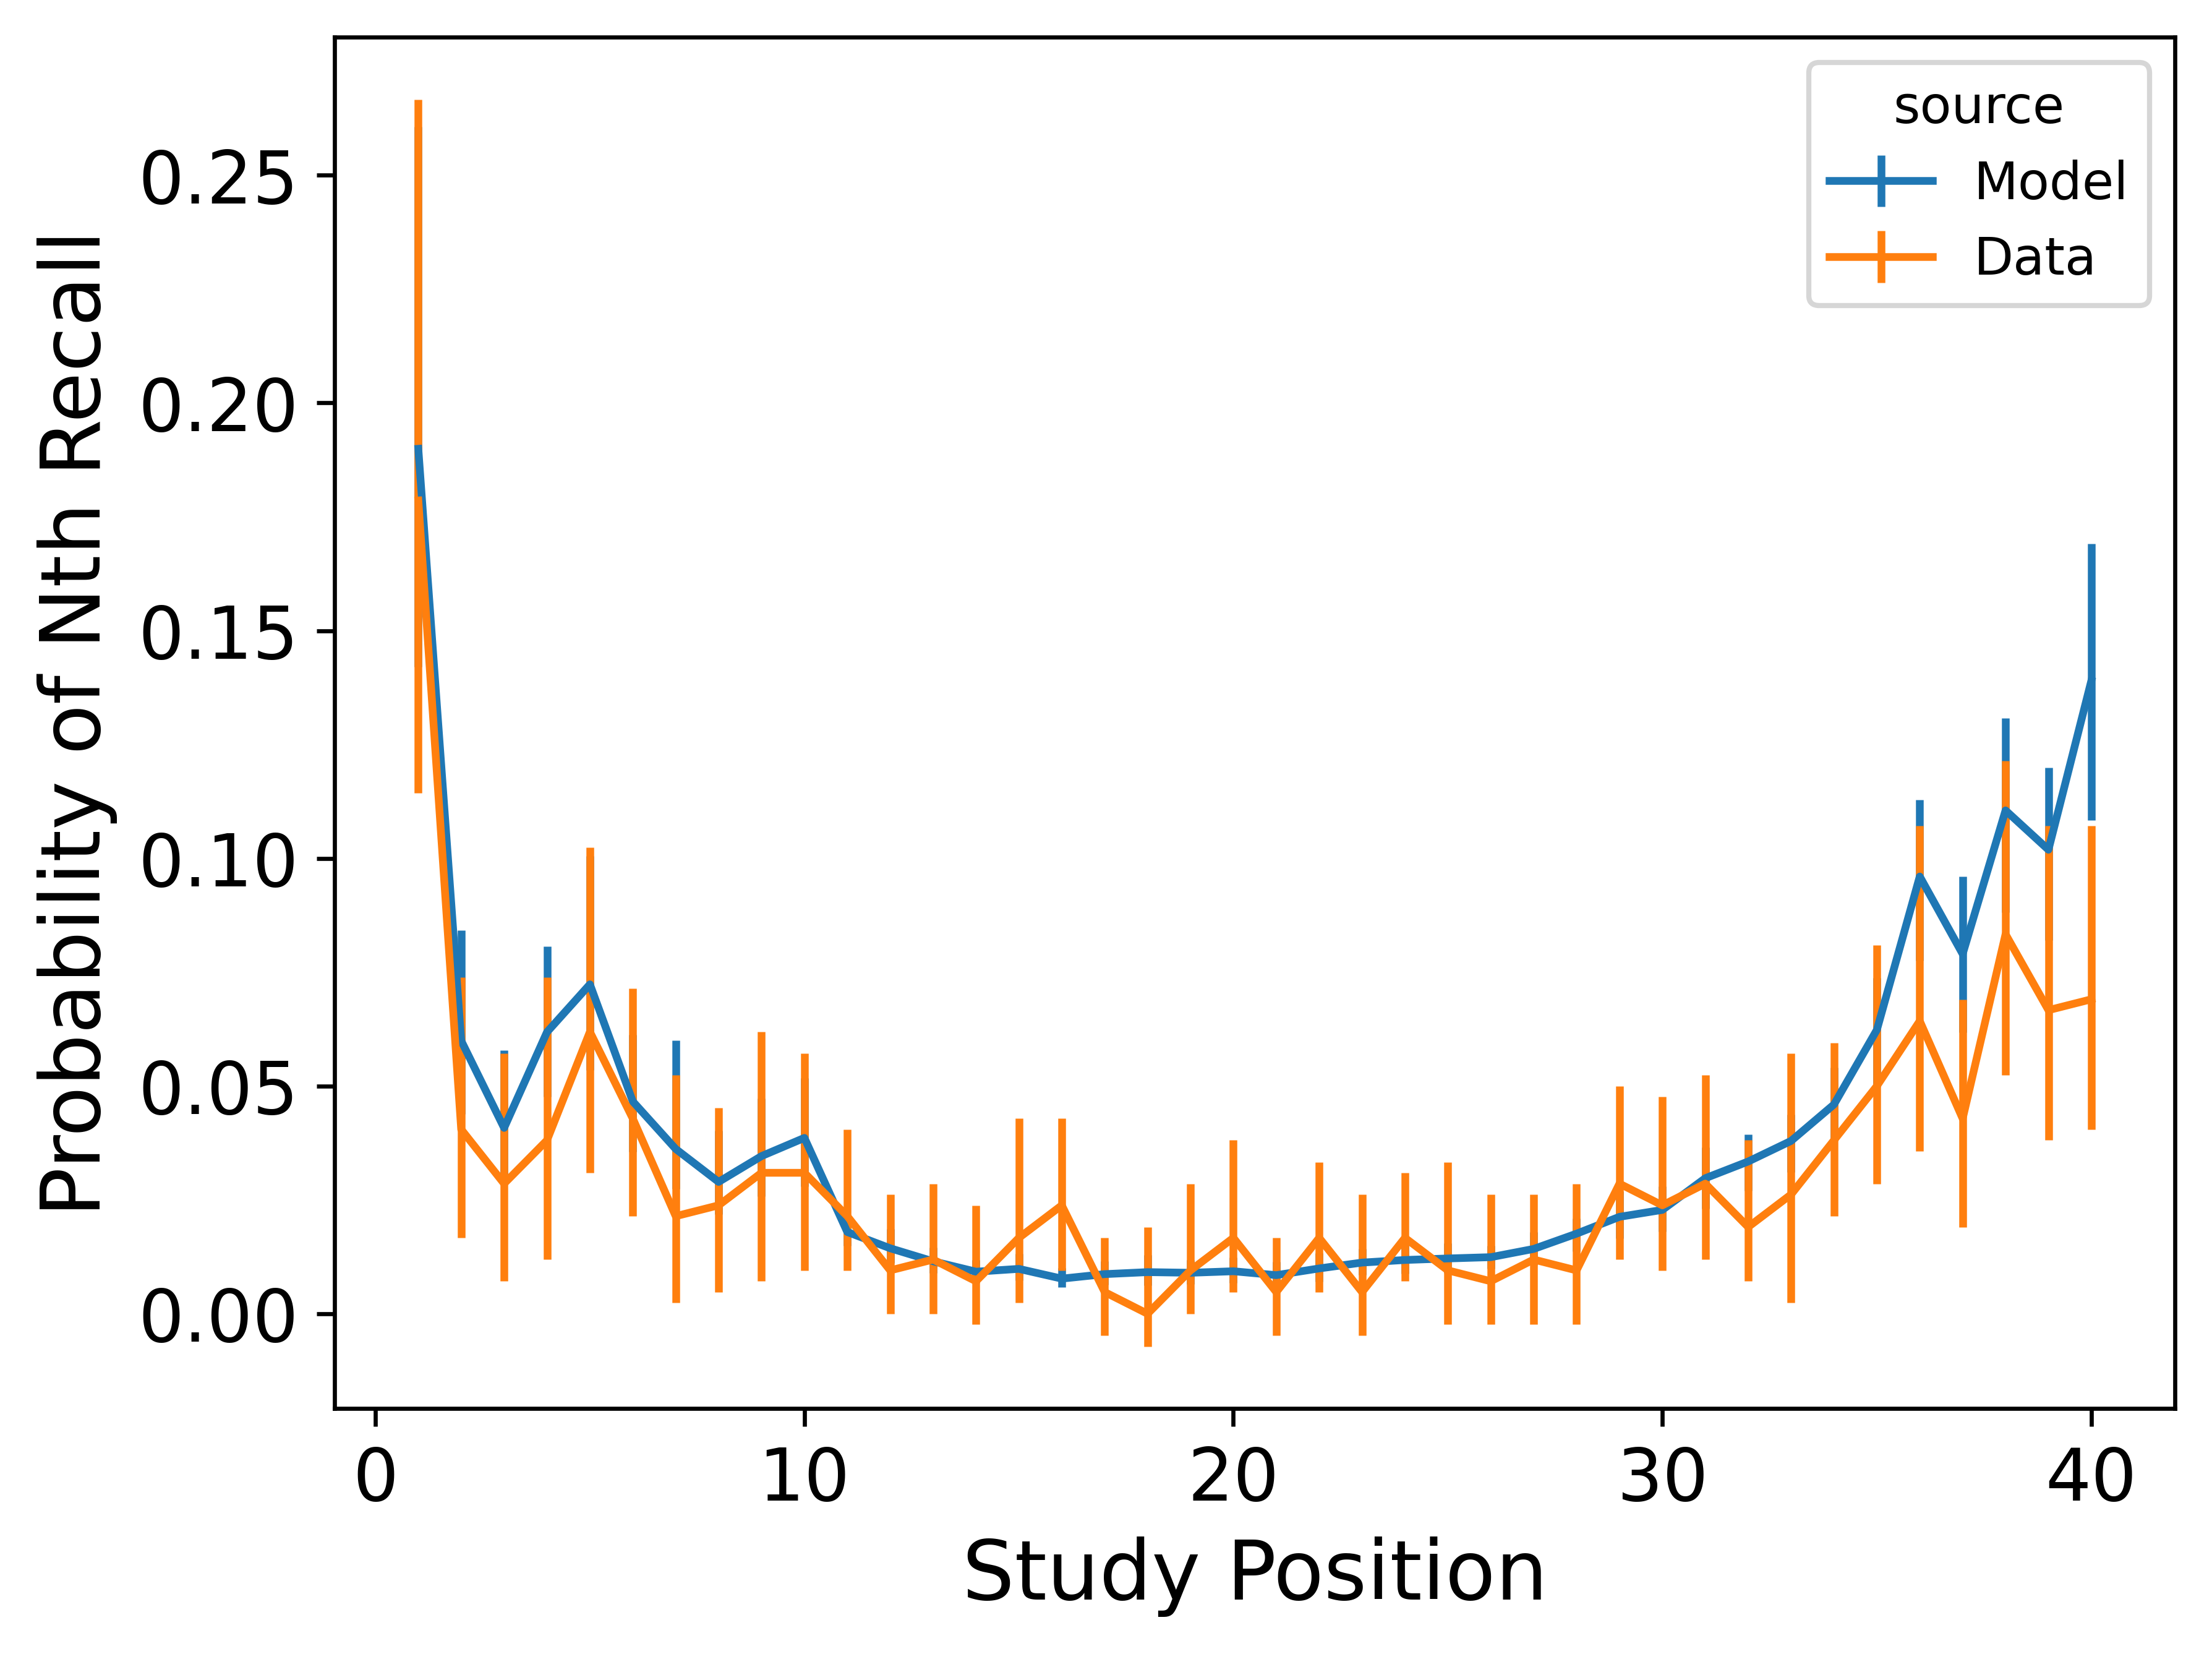 source
Model
Data
Probability of Nth Recall
0.25
0.20
0.15
0.10
0.05
0.00
0 10 20 30 40
Study Position